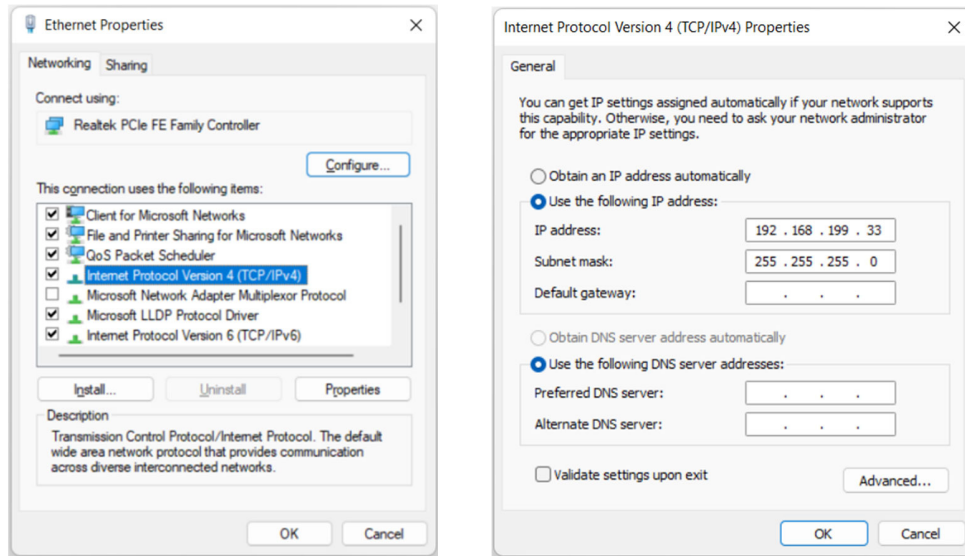 Ethernet Properties
Networking
Sharing
Connect using:
Realtek PCIe FE Family Controller
Configure...
This connection uses the following items:
Client for Microsoft Networks
File and Printer Sharing for Microsoft Networks
QoS Packet Scheduler
Internet Protocol Version 4 (TCP/IPv4)
Microsoft Network Adapter Multiplexor Protocol
Microsoft LLDP Protocol Driver
Internet Protocol Version 6 (TCP/IPv6)
Install...
Uninstall
Properties
Description
Transmission Control Protocol/Internet Protocol. The default
wide area network protocol that provides communication
across diverse interconnected networks.
OK
Cancel
Internet Protocol Version 4 (TCP/IPv4) Properties
General
You can get IP settings assigned automatically if your network supports
this capability. Otherwise, you need to ask your network administrator
for the appropriate IP settings.
Obtain an IP address automatically
Use the following IP address:
IP address: 192 . 168 . 199 . 33
Subnet mask: 255 . 255 . 255 . 0
Default gateway: . . .
Obtain DNS server address automatically
Use the following DNS server addresses:
Preferred DNS server: . . .
Alternate DNS server: . . .
Validate settings upon exit
Advanced...
OK
Cancel